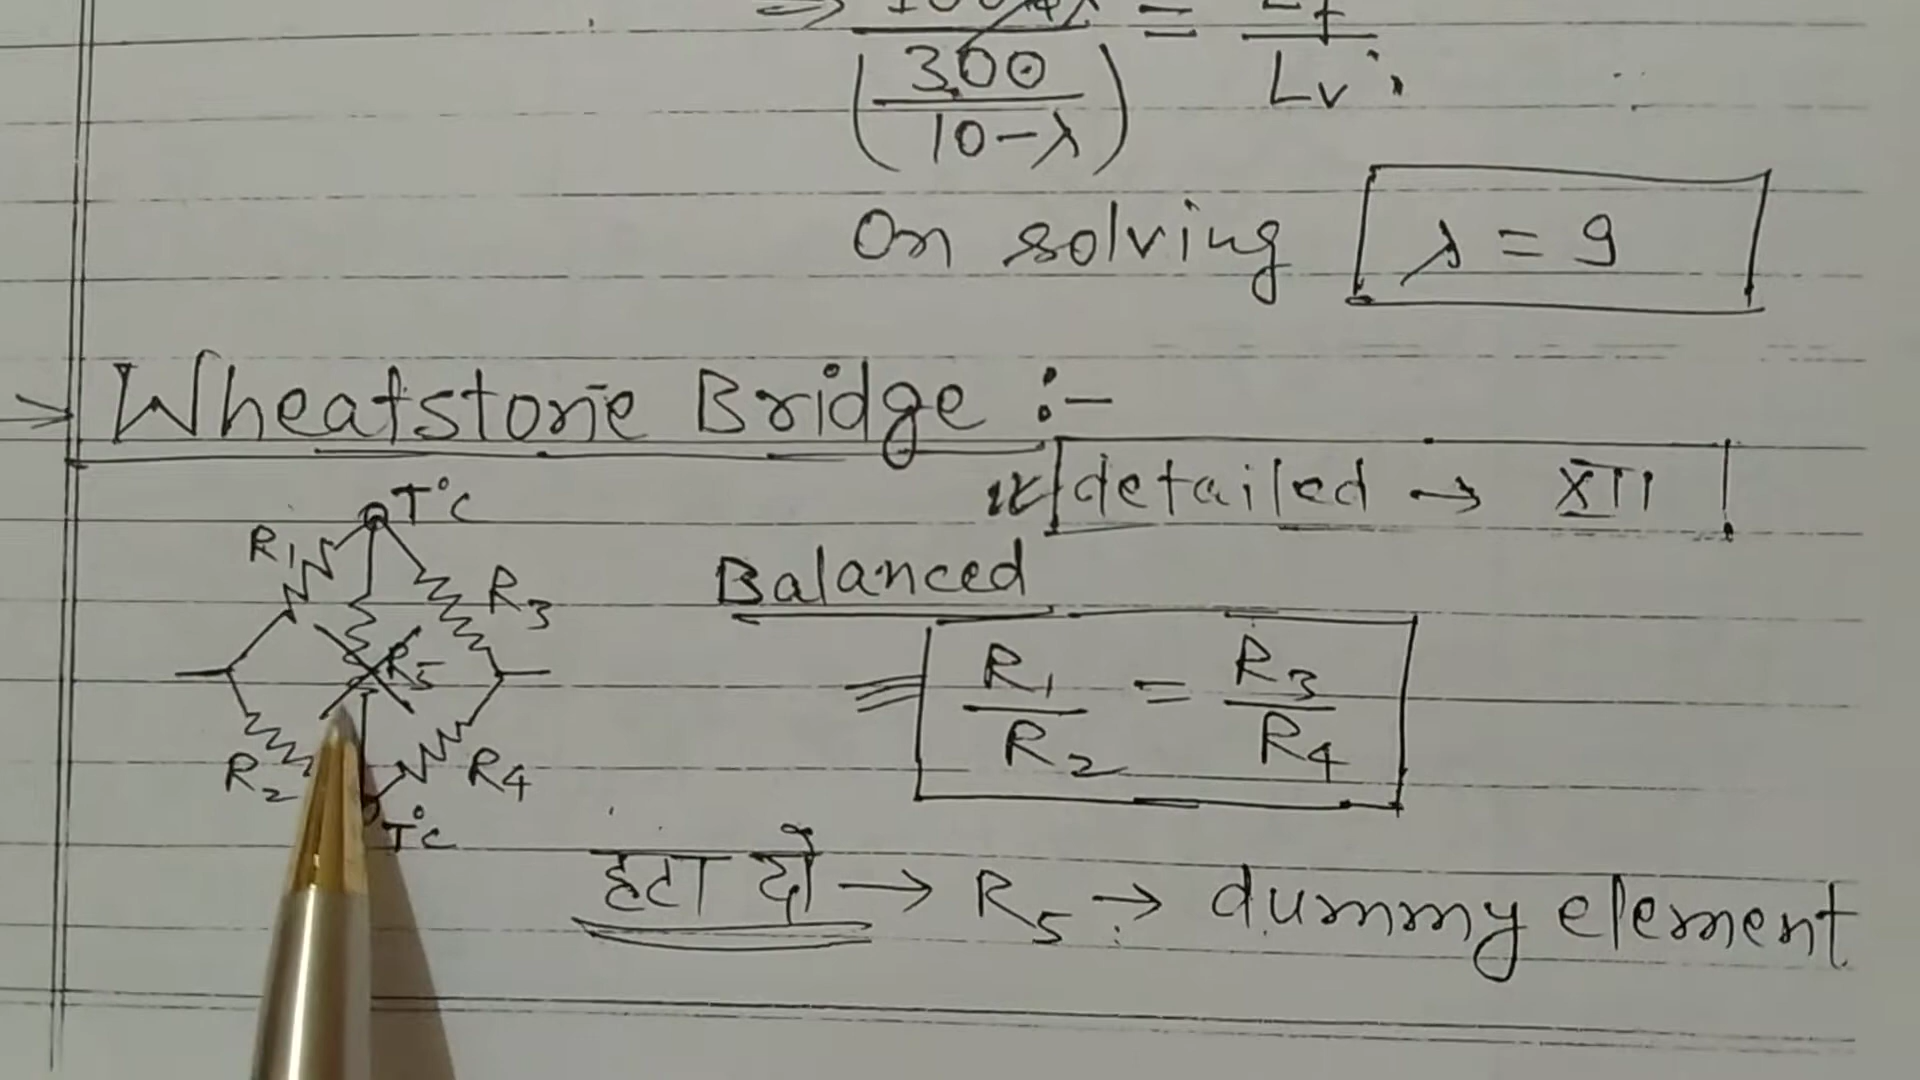 300 = Lf
10-λ Lv
On solving λ = 9
Wheatstone Bridge :-
detailed → XII
T°C
R1
R3
R5
R2
R4
T°C
Balanced
R1 = R3
R2 R4
हटा दो → R5 → dummy element